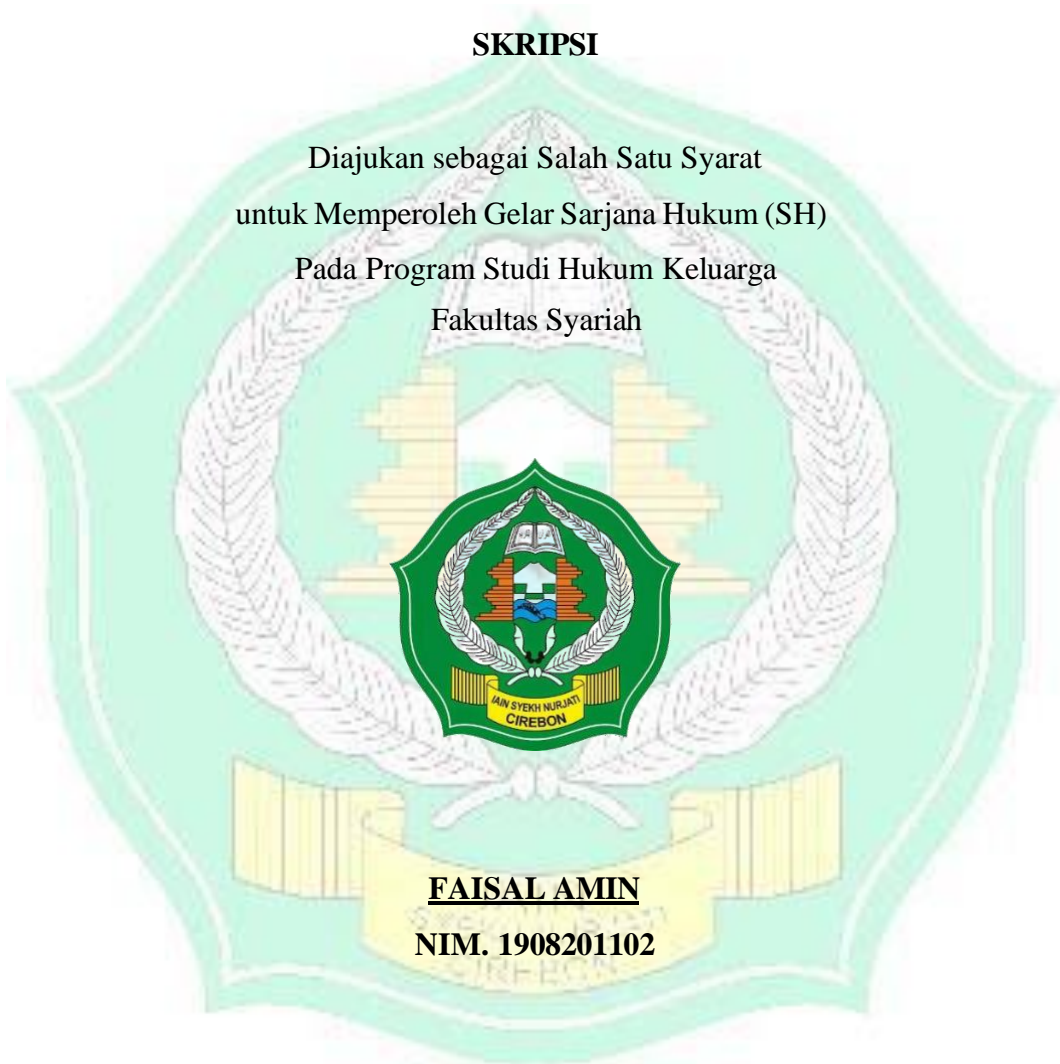 SKRIPSI
Diajukan sebagai Salah Satu Syarat
untuk Memperoleh Gelar Sarjana Hukum (SH)
Pada Program Studi Hukum Keluarga
Fakultas Syariah
IAIN SYEKH NURJATI
CIREBON
FAISAL AMIN
NIM. 1908201102